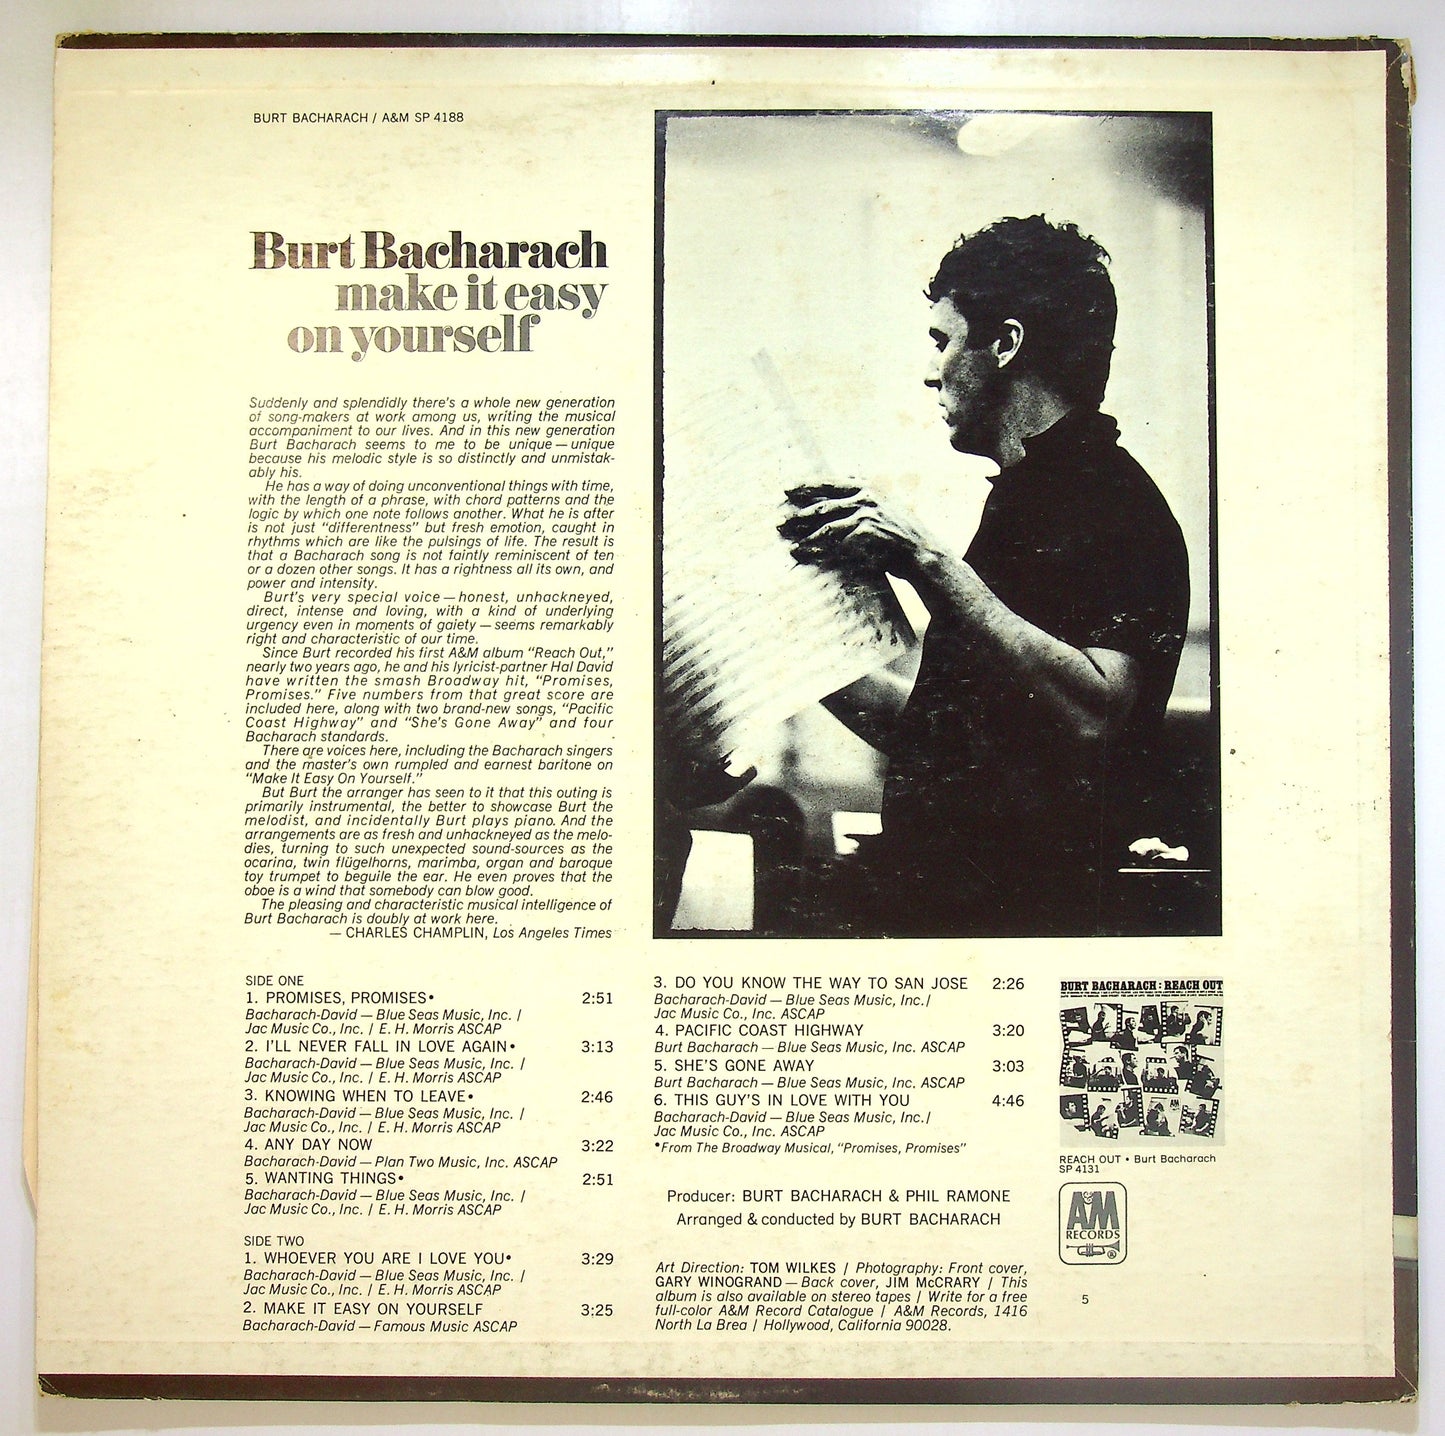 BURT BACHARACH / A&M SP 4188
Burt Bacharach
make it easy
on yourself
Suddenly and splendidly there's a whole new generation
of song-makers at work among us, writing the musical
accompaniment to our lives. And in this new generation
Burt Bacharach seems to me to be unique — unique
because his melodic style is so distinctly and unmistak-
ably his.
He has a way of doing unconventional things with time,
with the length of a phrase, with chord patterns and the
logic by which one note follows another. What he is after
is not just "differentness" but fresh emotion, caught in
rhythms which are like the pulsings of life. The result is
that a Bacharach song is not faintly reminiscent of ten
or a dozen other songs. It has a rightness all its own, and
power and intensity.
Burt's very special voice — honest, unhackneyed,
direct, intense and loving, with a kind of underlying
urgency even in moments of gaiety — seems remarkably
right and characteristic of our time.
Since Burt recorded his first A&M album "Reach Out,"
nearly two years ago, he and his lyricist-partner Hal David
have written the smash Broadway hit, "Promises,
Promises." Five numbers from that great score are
included here, along with two brand-new songs, "Pacific
Coast Highway" and "She's Gone Away" and four
Bacharach standards.
There are voices here, including the Bacharach singers
and the master's own rumpled and earnest baritone on
"Make It Easy On Yourself."
But Burt the arranger has seen to it that this outing is
primarily instrumental, the better to showcase Burt the
melodist, and incidentally Burt plays piano. And the
arrangements are as fresh and unhackneyed as the melo-
dies, turning to such unexpected sound-sources as the
ocarina, twin flügelhorns, marimba, organ and baroque
toy trumpet to beguile the ear. He even proves that the
oboe is a wind that somebody can blow good.
The pleasing and characteristic musical intelligence of
Burt Bacharach is doubly at work here.
— CHARLES CHAMPLIN, Los Angeles Times
SIDE ONE
1. PROMISES, PROMISES• 2:51
Bacharach-David — Blue Seas Music, Inc. /
Jac Music Co., Inc. / E. H. Morris ASCAP
2. I'LL NEVER FALL IN LOVE AGAIN• 3:13
Bacharach-David — Blue Seas Music, Inc. /
Jac Music Co., Inc. / E. H. Morris ASCAP
3. KNOWING WHEN TO LEAVE• 2:46
Bacharach-David — Blue Seas Music, Inc. /
Jac Music Co., Inc. / E. H. Morris ASCAP
4. ANY DAY NOW 3:22
Bacharach-David — Plan Two Music, Inc. ASCAP
5. WANTING THINGS• 2:51
Bacharach-David — Blue Seas Music, Inc. /
Jac Music Co., Inc. / E. H. Morris ASCAP
SIDE TWO
1. WHOEVER YOU ARE I LOVE YOU• 3:29
Bacharach-David — Blue Seas Music, Inc. /
Jac Music Co., Inc. / E. H. Morris ASCAP
2. MAKE IT EASY ON YOURSELF 3:25
Bacharach-David — Famous Music ASCAP
3. DO YOU KNOW THE WAY TO SAN JOSE 2:26
Bacharach-David — Blue Seas Music, Inc. /
Jac Music Co., Inc. ASCAP
4. PACIFIC COAST HIGHWAY 3:20
Burt Bacharach — Blue Seas Music, Inc. ASCAP
5. SHE'S GONE AWAY 3:03
Burt Bacharach — Blue Seas Music, Inc. ASCAP
6. THIS GUY'S IN LOVE WITH YOU 4:46
Bacharach-David — Blue Seas Music, Inc. /
Jac Music Co., Inc. ASCAP
•From The Broadway Musical, "Promises, Promises"
Producer: BURT BACHARACH & PHIL RAMONE
Arranged & conducted by BURT BACHARACH
Art Direction: TOM WILKES / Photography: Front cover,
GARY WINOGRAND — Back cover, JIM McCRARY / This
album is also available on stereo tapes / Write for a free
full-color A&M Record Catalogue / A&M Records, 1416
North La Brea / Hollywood, California 90028.
BURT BACHARACH : REACH OUT
A&M
REACH OUT • Burt Bacharach
SP 4131
A&M
RECORDS
®
5